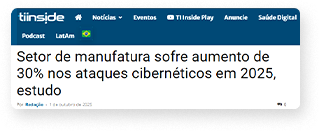 tiinside
Notícias Eventos TI Inside Play Anuncie Saúde Digital
Podcast LatAm
Setor de manufatura sofre aumento de
30% nos ataques cibernéticos em 2025,
estudo
Por Redação - 1 de outubro de 2025